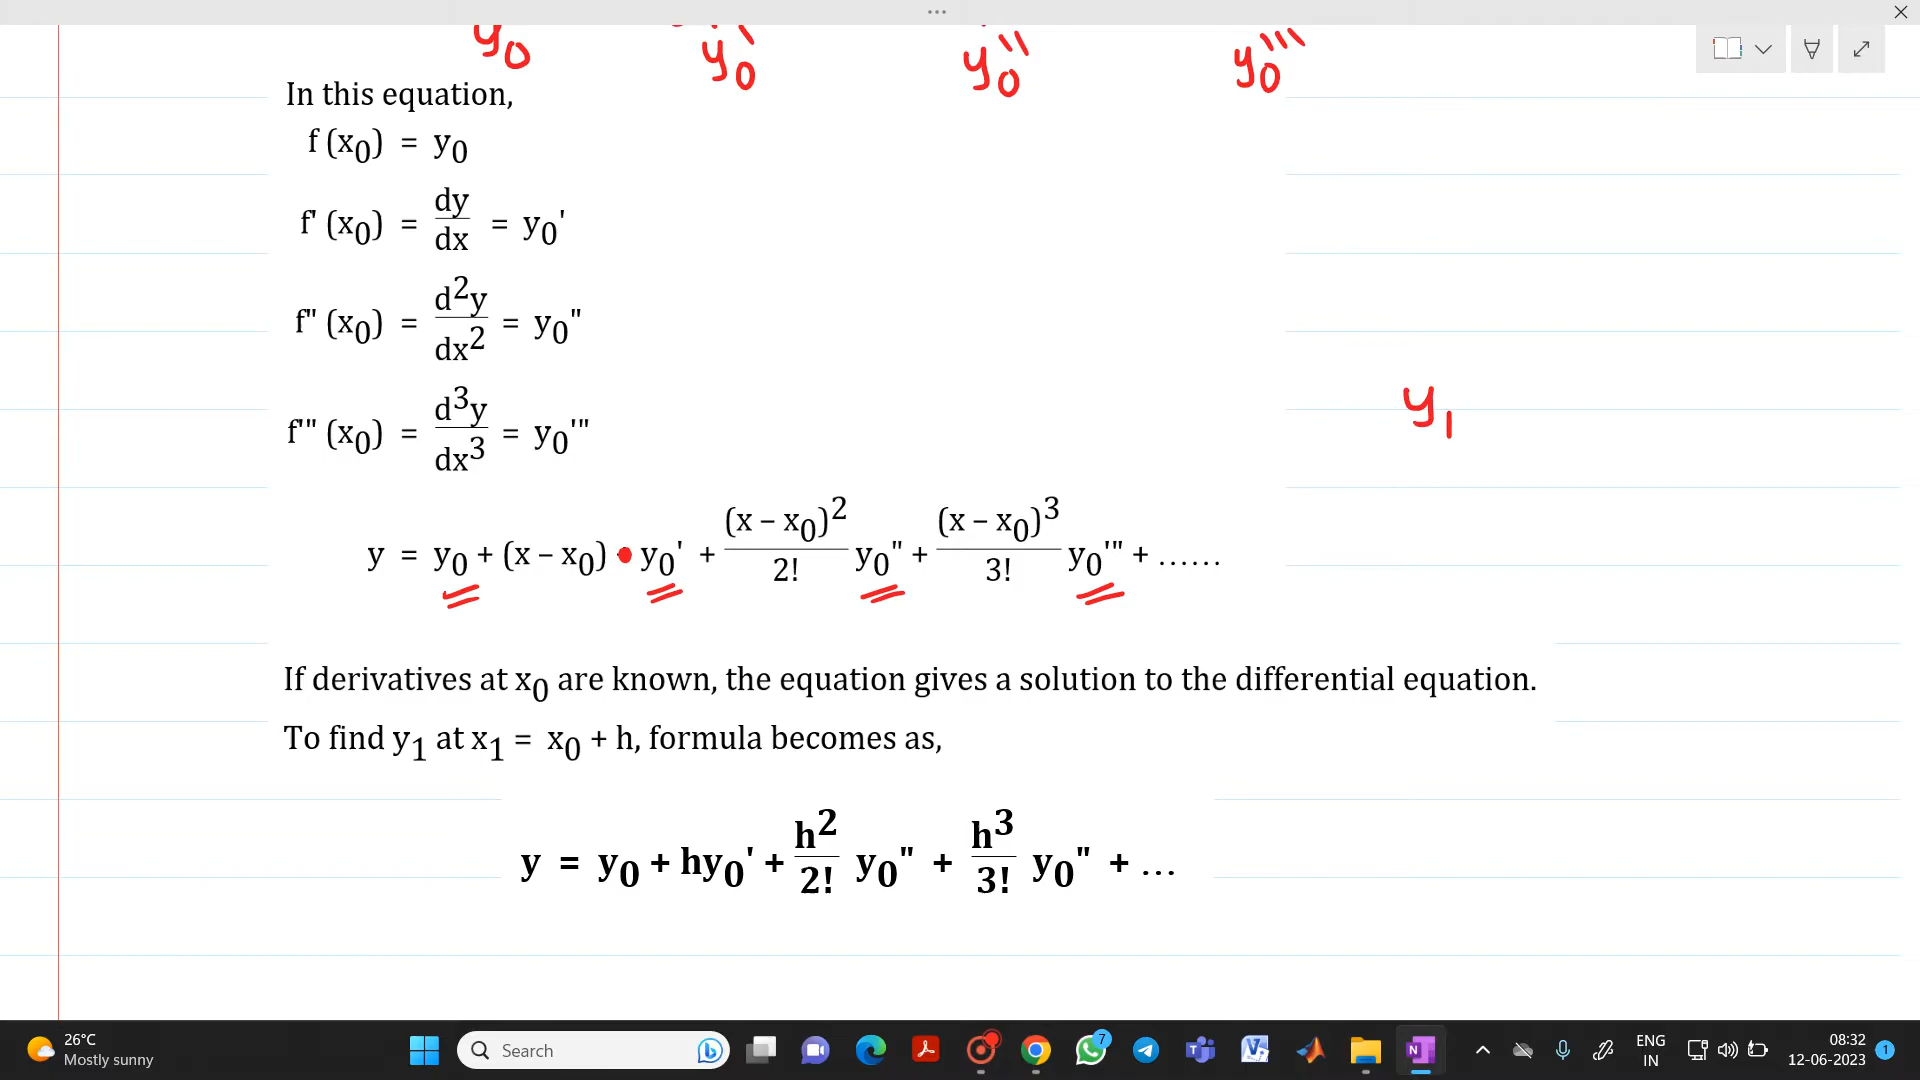 y₀ y₀' y₀'' y₀'''
In this equation,
f (x₀) = y₀
f' (x₀) = dy/dx = y₀'
f" (x₀) = d²y/dx² = y₀"
f'" (x₀) = d³y/dx³ = y₀'"
y₁
y = y₀ + (x – x₀) · y₀' + (x – x₀)²/2! y₀" + (x – x₀)³/3! y₀'" + ......
If derivatives at x₀ are known, the equation gives a solution to the differential equation.
To find y₁ at x₁ = x₀ + h, formula becomes as,
y = y₀ + hy₀' + h²/2! y₀" + h³/3! y₀" + ...
26°C
Mostly sunny
Search
7
ENG
IN
08:32
12-06-2023
1